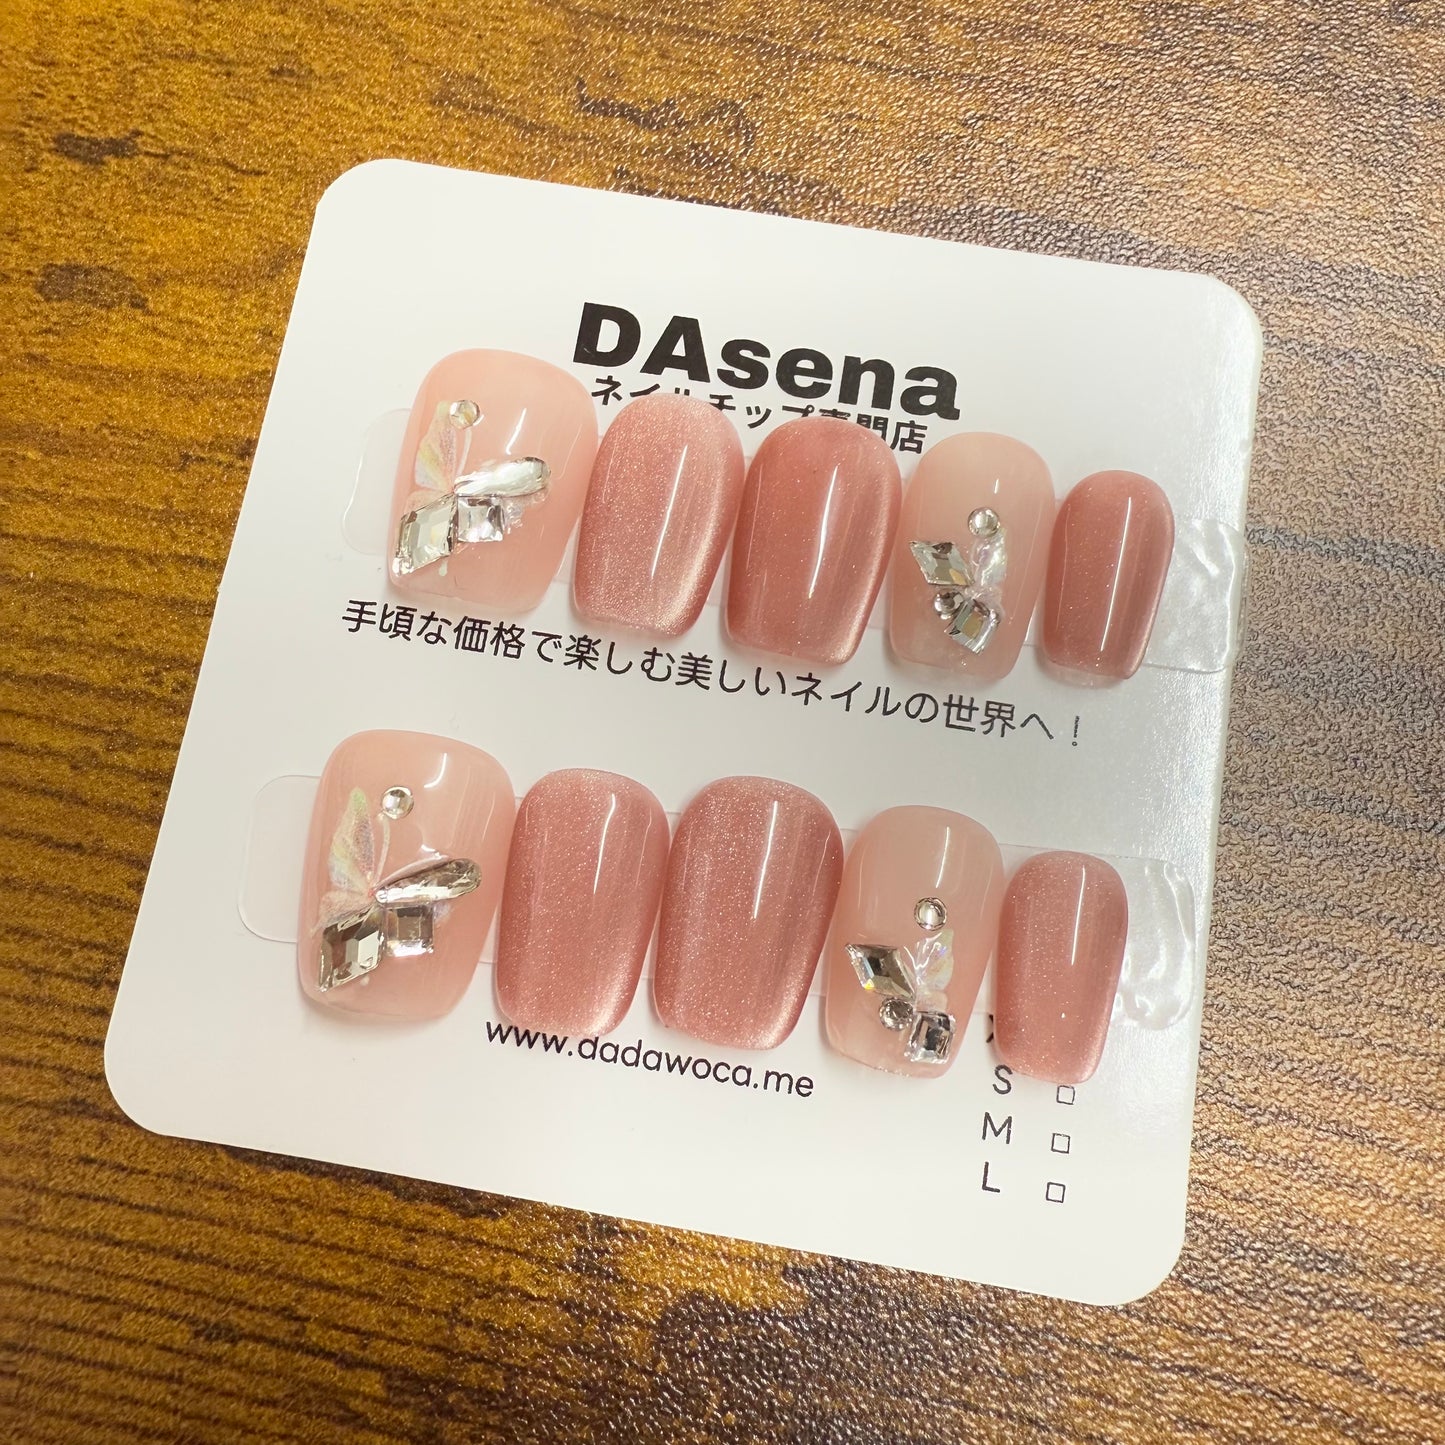 DAsena
ネイルチップ専門店
手頃な価格で楽しむ美しいネイルの世界へ！
www.dadawoca.me
S □
M □
L □